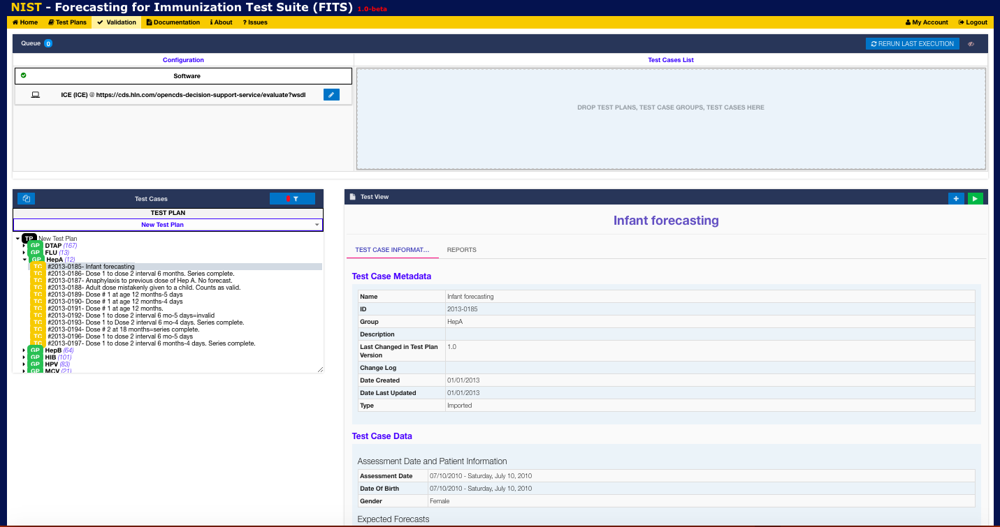 NIST - Forecasting for Immunization Test Suite (FITS) 1.0-beta
Home Test Plans Validation Documentation About Issues My Account Logout
Queue 0 RERUN LAST EXECUTION
Configuration Test Cases List
Software
ICE (ICE) @ https://cds.hln.com/opencds-decision-support-service/evaluate?wsdl
DROP TEST PLANS, TEST CASE GROUPS, TEST CASES HERE
Test Cases
TEST PLAN
New Test Plan
TP New Test Plan
GP DTAP (167)
GP FLU (13)
GP HepA (12)
TC #2013-0185- Infant forecasting
TC #2013-0186- Dose 1 to dose 2 interval 6 months. Series complete.
TC #2013-0187- Anaphylaxis to previous dose of Hep A. No forecast.
TC #2013-0188- Adult dose mistakenly given to a child. Counts as valid.
TC #2013-0189- Dose # 1 at age 12 months-5 days
TC #2013-0190- Dose # 1 at age 12 months-4 days
TC #2013-0191- Dose # 1 at age 12 months.
TC #2013-0192- Dose 1 to dose 2 interval 6 mo-5 days=invalid
TC #2013-0193- Dose 1 to Dose 2 interval 6 mo-4 days. Series complete.
TC #2013-0194- Dose # 2 at 18 months=series complete.
TC #2013-0196- Dose 1 to dose 2 interval 6 mo-5 days
TC #2013-0197- Dose 1 to dose 2 interval 6 months-4 days. Series complete.
GP HepB (64)
GP HIB (101)
GP HPV (83)
GP MCV (21)
Test View
Infant forecasting
TEST CASE INFORMAT... REPORTS
Test Case Metadata
Name Infant forecasting
ID 2013-0185
Group HepA
Description
Last Changed in Test Plan 1.0
Version
Change Log
Date Created 01/01/2013
Date Last Updated 01/01/2013
Type Imported
Test Case Data
Assessment Date and Patient Information
Assessment Date 07/10/2010 - Saturday, July 10, 2010
Date Of Birth 07/10/2010 - Saturday, July 10, 2010
Gender Female
Expected Forecasts